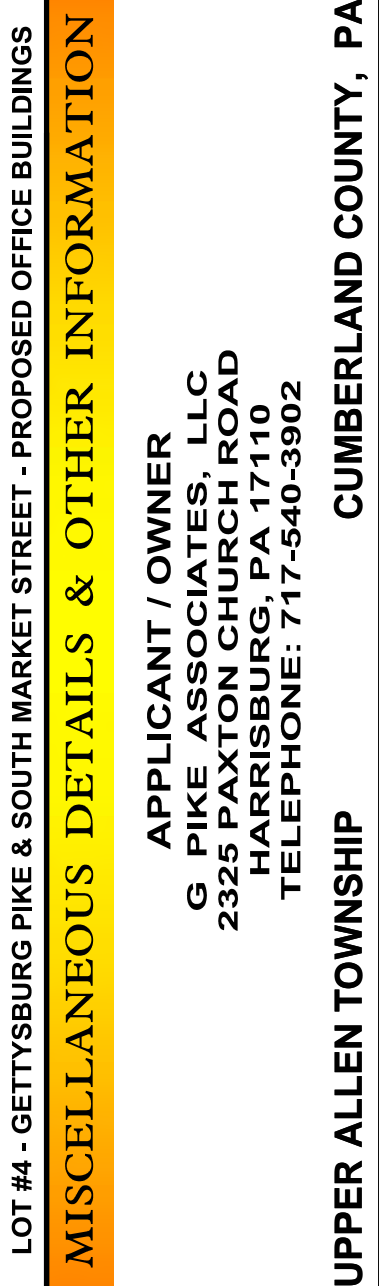 LOT #4 - GETTYSBURG PIKE & SOUTH MARKET STREET - PROPOSED OFFICE BUILDINGS
MISCELLANEOUS DETAILS & OTHER INFORMATION
APPLICANT / OWNER
G PIKE ASSOCIATES, LLC
2325 PAXTON CHURCH ROAD
HARRISBURG, PA 17110
TELEPHONE: 717-540-3902
UPPER ALLEN TOWNSHIP CUMBERLAND COUNTY, PA